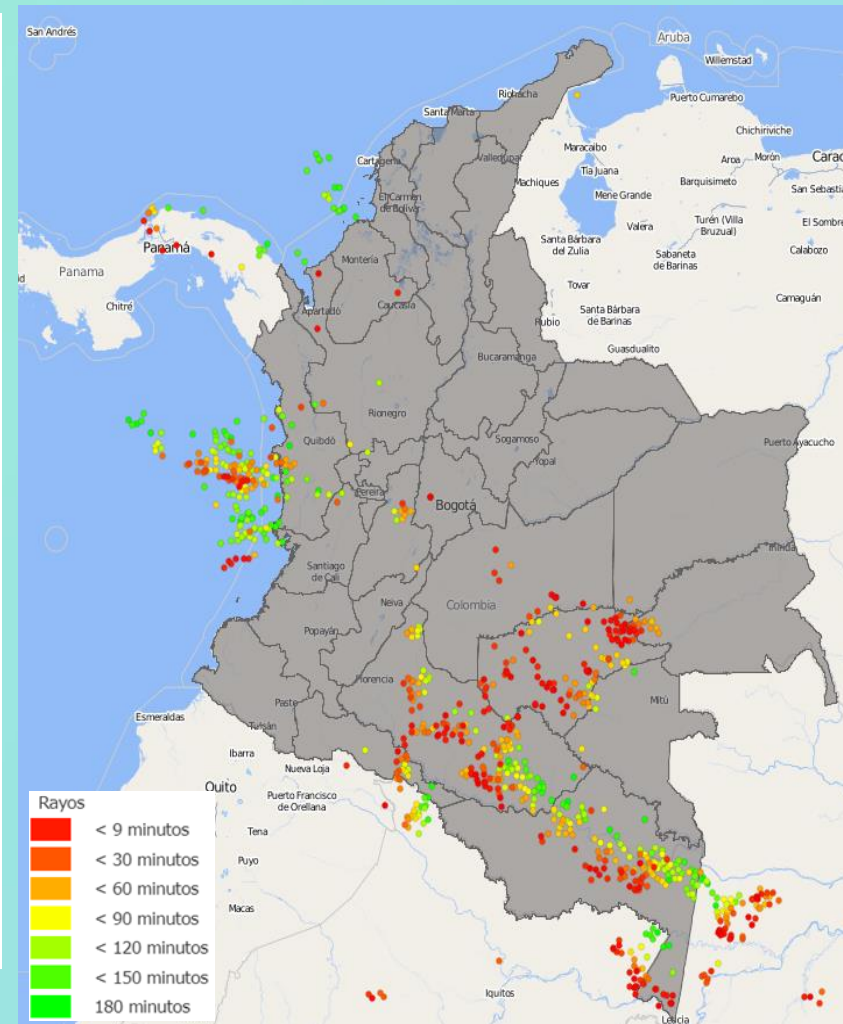 San Andrés
Aruba
Willemstad
Riohacha
Puerto Cumarebo
Santa Marta
Chichiriviche
Cartagena
Maracaibo
Valledupar
Aroa
Morón
Carac
Tía Juana
Machiques
Barquisimeto
El Carmen
de Bolívar
Mene Grande
San Sebastiá
Turén (Villa
Bruzual)
Valera
El Sombre
Panamá
Santa Bárbara
del Zulia
Sabaneta
de Barinas
Calabozo
Montería
Panama
Tovar
Camaguán
Chitré
Caucasia
Apartadó
Santa Bárbara
de Barinas
Rubio
Guasdualito
Bucaramanga
Rionegro
Quibdó
Sogamoso
Puerto Ayacucho
Yopal
Pereira
Bogotá
Inírida
Santiago
de Cali
Neiva
Colombia
Popayán
Florencia
Mitú
Pasto
Esmeraldas
Tulcán
Ibarra
Nueva Loja
Quito
Puerto Francisco
de Orellana
Tena
Puyo
Macas
Iquitos
Leticia
Rayos
< 9 minutos
< 30 minutos
< 60 minutos
< 90 minutos
< 120 minutos
< 150 minutos
180 minutos